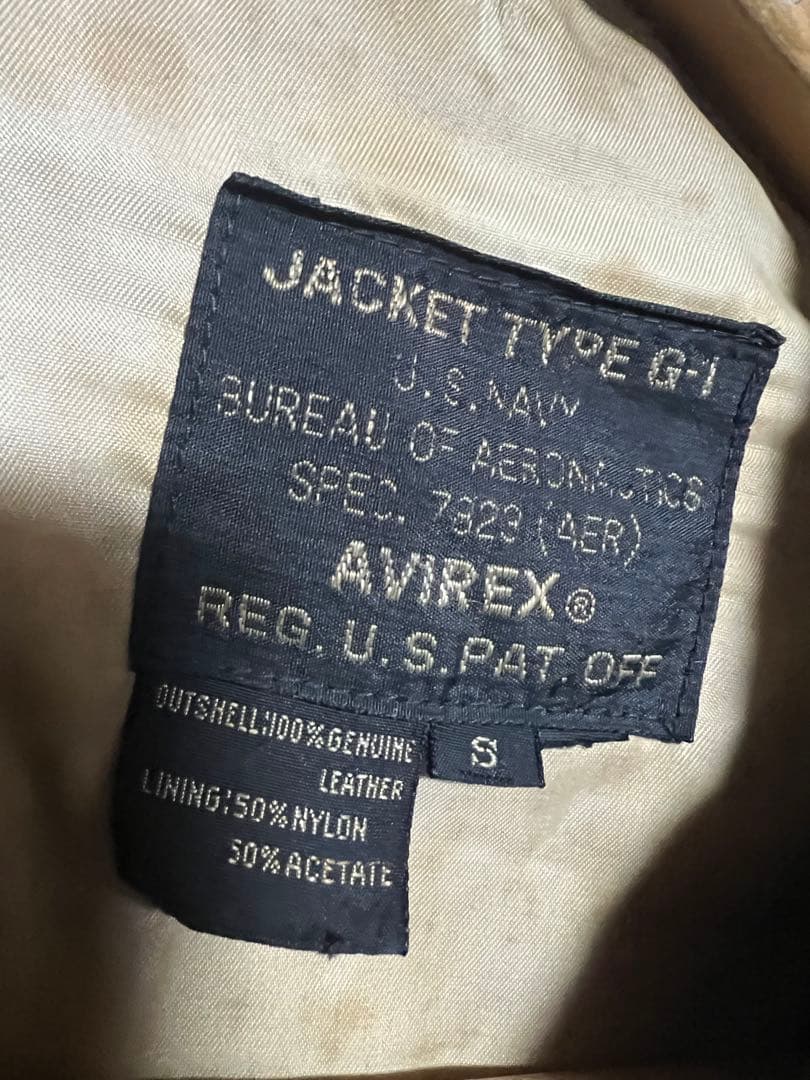 JACKET TYPE G-1
U.S. NAVY
BUREAU OF AERONAUTICS
SPEC. 7823 (AER)
AVIREX®
REG. U.S. PAT. OFF
OUTSHELL:100%GENUINE
LEATHER
LINING:50%NYLON
50%ACETATE
S